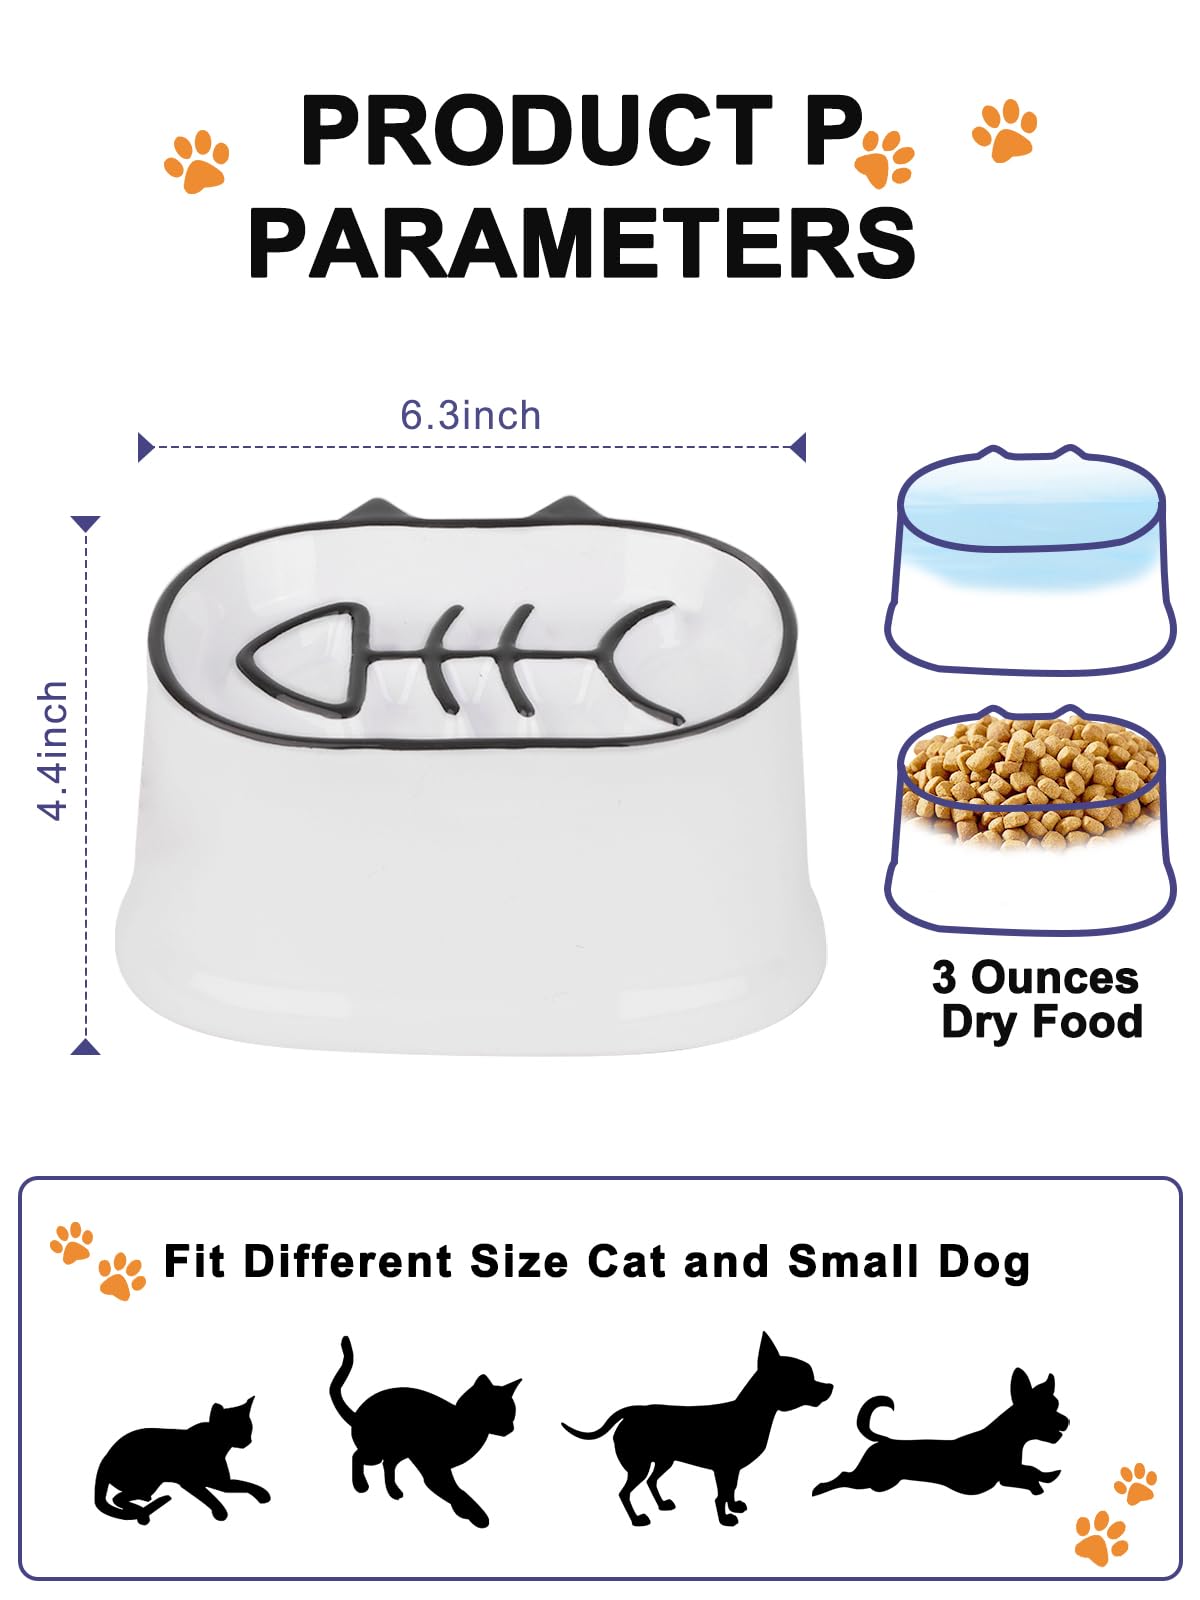 PRODUCT P
PARAMETERS
6.3inch
4.4inch
3 Ounces
Dry Food
Fit Different Size Cat and Small Dog